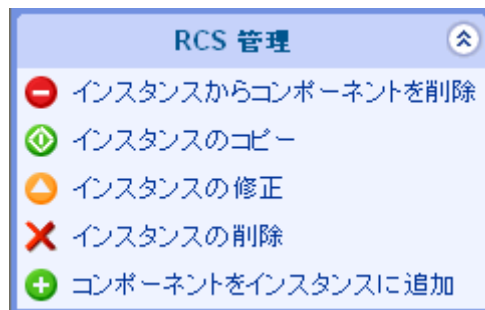 RCS 管理
インスタンスからコンポーネントを削除
インスタンスのコピー
インスタンスの修正
インスタンスの削除
コンポーネントをインスタンスに追加